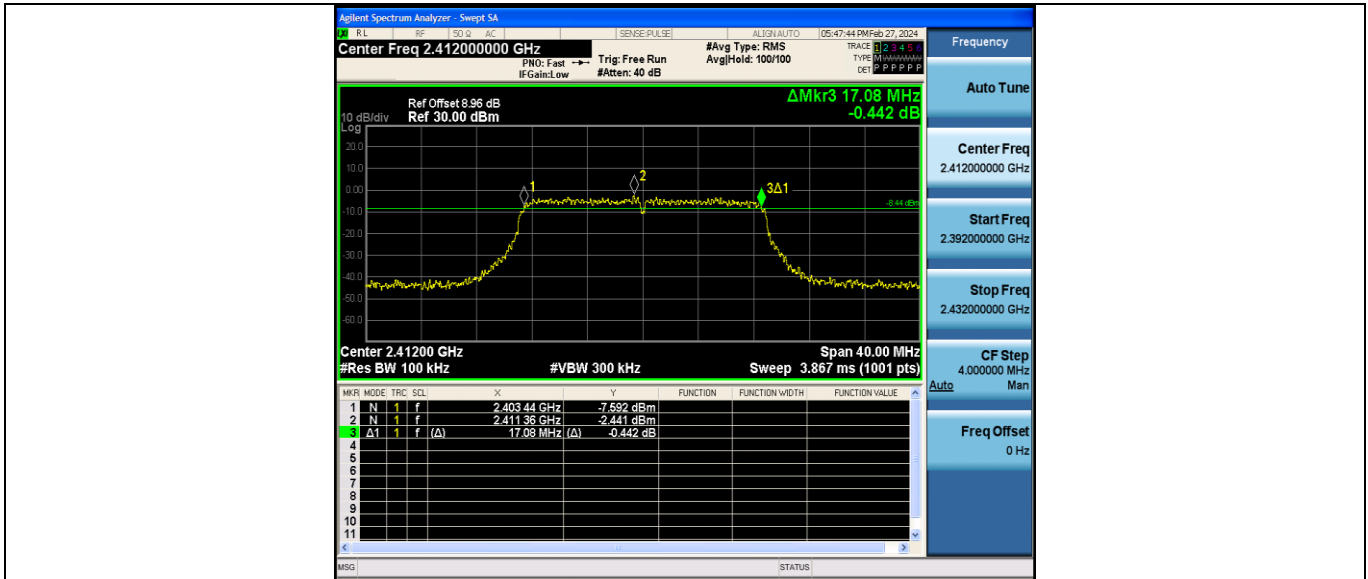 Agilent Spectrum Analyzer - Swept SA
LXI RL RF 50 Ω AC SENSE:PULSE ALIGN AUTO 05:47:44 PM Feb 27, 2024
Center Freq 2.412000000 GHz
PNO: Fast
IFGain:Low
Trig: Free Run
#Atten: 40 dB
#Avg Type: RMS
Avg|Hold: 100/100
TRACE 1 2 3 4 5 6
TYPE M WWWWW
DET P P P P P P
Ref Offset 8.96 dB
10 dB/div Ref 30.00 dBm
Log
ΔMkr3 17.08 MHz
-0.442 dB
20.0
10.0
0.00
-10.0
-20.0
-30.0
-40.0
-50.0
-60.0
1
2
3Δ1
-8.44 dBm
Center 2.41200 GHz Span 40.00 MHz
#Res BW 100 kHz #VBW 300 kHz Sweep 3.867 ms (1001 pts)
MKR MODE TRC SCL X Y FUNCTION FUNCTION WIDTH FUNCTION VALUE
1 N 1 f 2.403 44 GHz -7.592 dBm
2 N 1 f 2.411 36 GHz -2.441 dBm
3 Δ1 1 f (Δ) 17.08 MHz (Δ) -0.442 dB
4
5
6
7
8
9
10
11
MSG STATUS
Frequency
Auto Tune
Center Freq
2.412000000 GHz
Start Freq
2.392000000 GHz
Stop Freq
2.432000000 GHz
CF Step
4.000000 MHz
Auto Man
Freq Offset
0 Hz